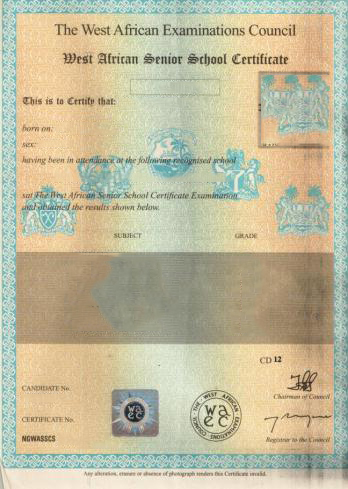 The West African Examinations Council
West African Senior School Certificate
This is to Certify that:
born on:
sex:
having been in attendance at the following recognised school
sat The West African Senior School Certificate Examination
and obtained the results shown below.
SUBJECT GRADE
CD 12
CANDIDATE No.
Chairman of Council
waec
THE WEST AFRICAN EXAMINATIONS COUNCIL
waec
CERTIFICATE No.
NGWASSCS
Registrar to the Council
Any alteration, erasure or absence of photograph renders this Certificate invalid.